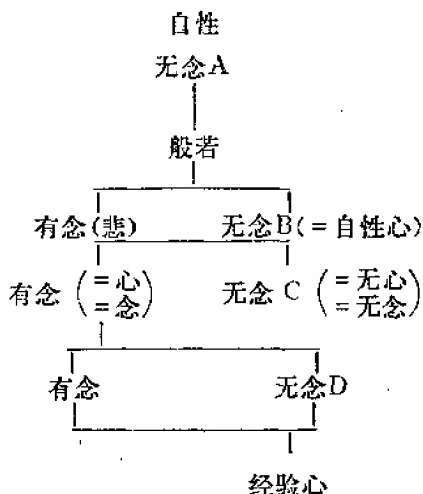 自性
无念A
般若
有念(悲) 无念B(=自性心)
有念 (=心 =念) 无念C (=无心 =无念)
有念 无念D
经验心